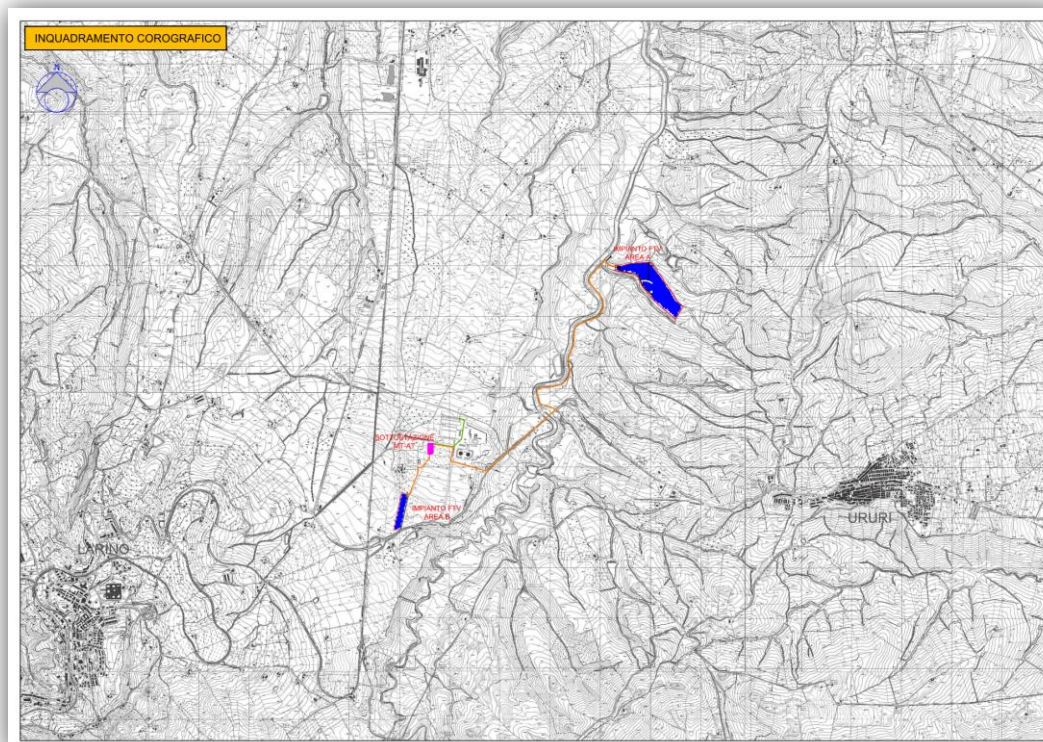 INQUADRAMENTO COROGRAFICO
N
IMPIANTO FTV
AREA A
SOTTOSTAZIONE
MT-AT
IMPIANTO FTV
AREA B
LARINO
URURI